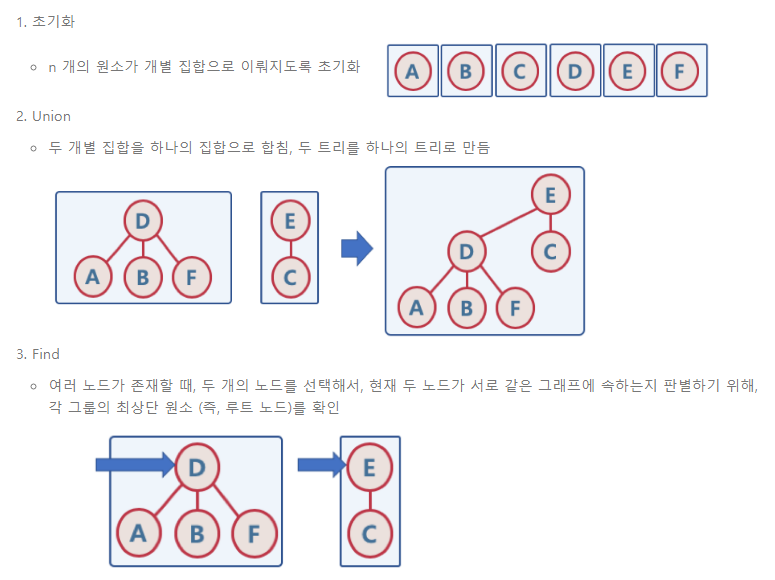 1. 초기화
n 개의 원소가 개별 집합으로 이뤄지도록 초기화
A B C D E F
2. Union
두 개별 집합을 하나의 집합으로 합침, 두 트리를 하나의 트리로 만듬
D
A B F
E
C
E
D C
A B F
3. Find
여러 노드가 존재할 때, 두 개의 노드를 선택해서, 현재 두 노드가 서로 같은 그래프에 속하는지 판별하기 위해,
각 그룹의 최상단 원소 (즉, 루트 노드)를 확인
D
A B F
E
C